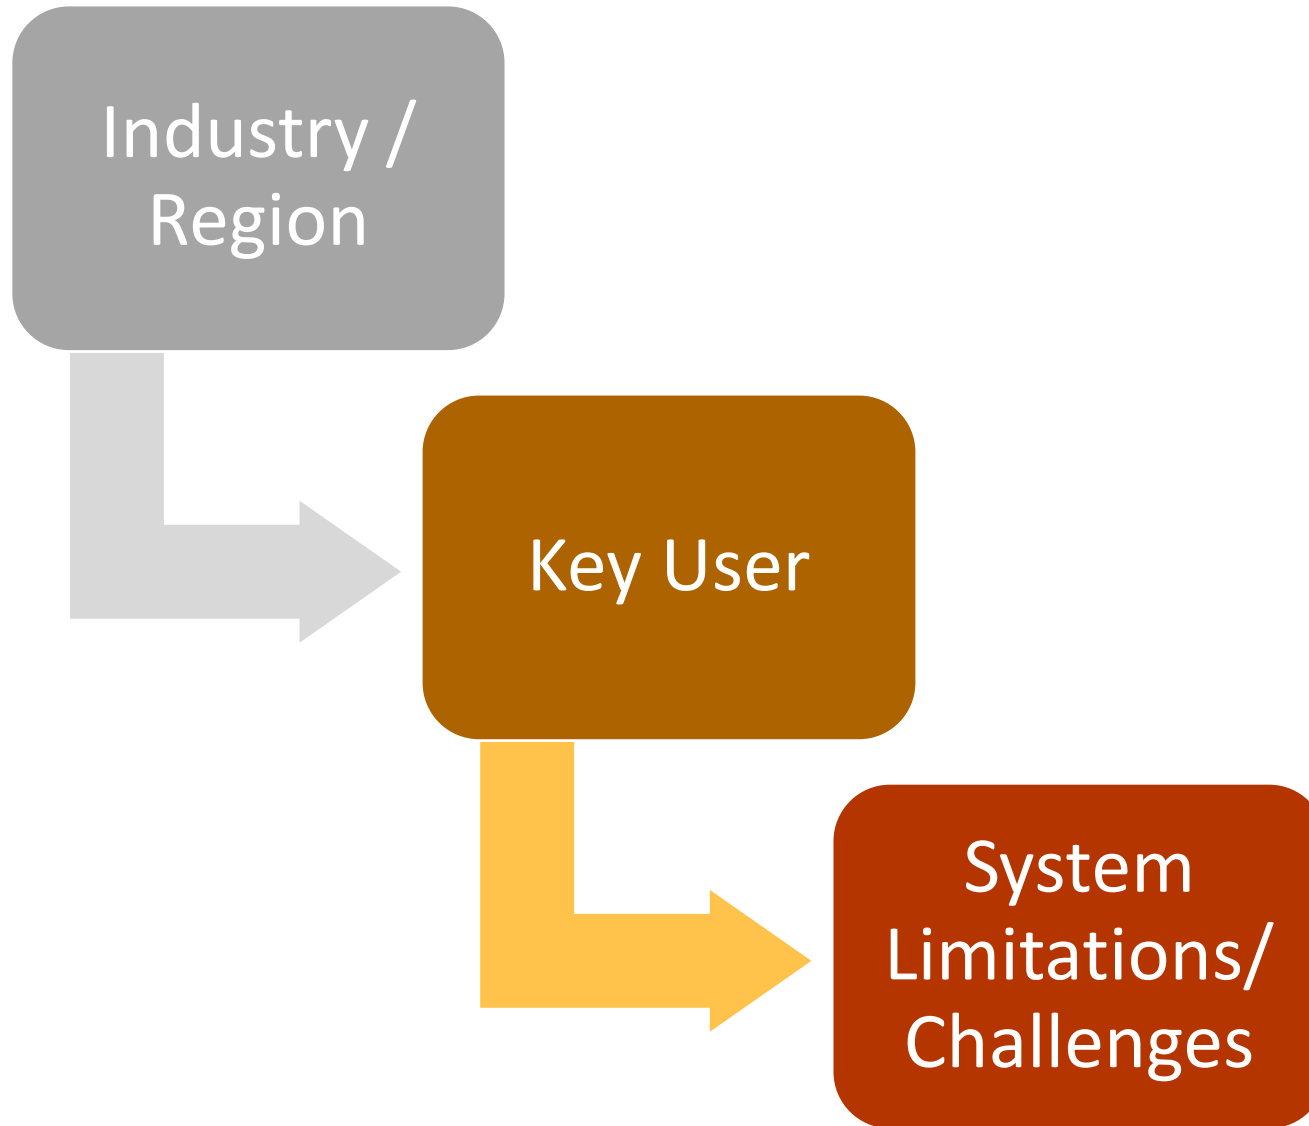 Industry /
Region
Key User
System
Limitations/
Challenges